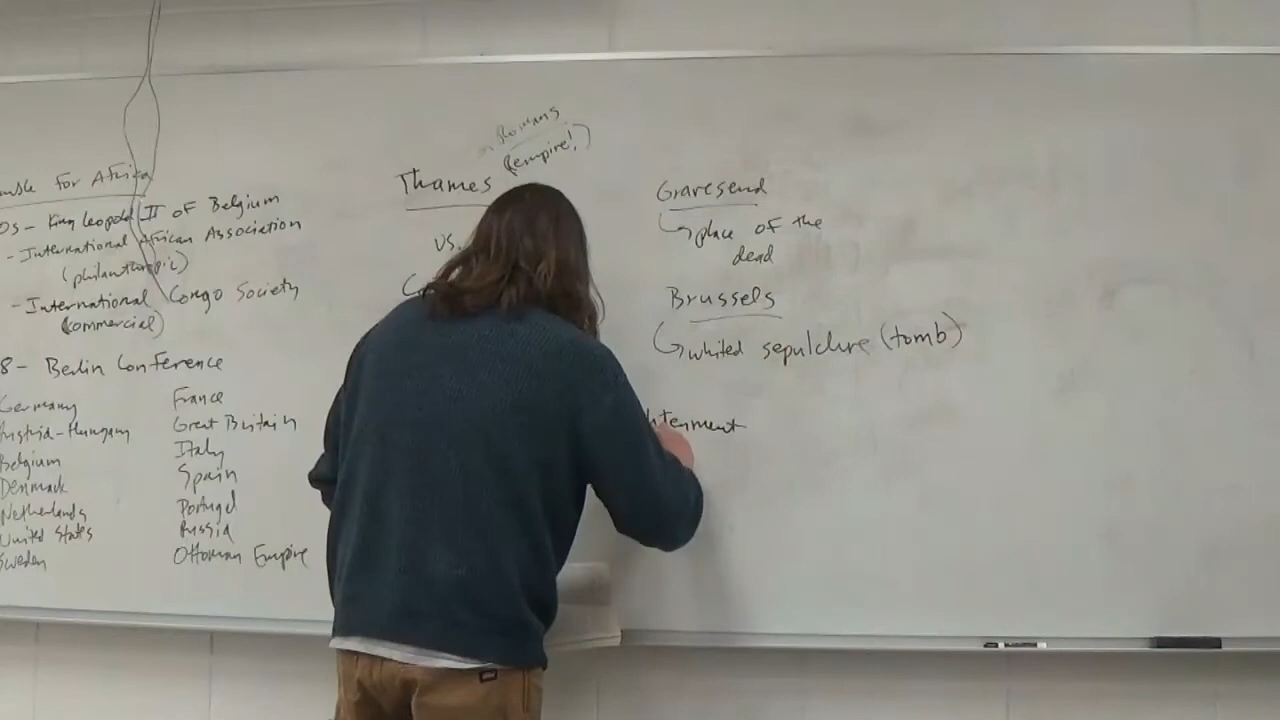 for Africa
- King Leopold II of Belgium
- International African Association
(philanthropic)
- International Congo Society
(commercial)
8 - Berlin Conference
Germany France
Austria-Hungary Great Britain
Belgium Italy
Denmark Spain
Netherlands Portugal
United States Russia
Sweden Ottoman Empire
Romans
(empire!)
Thames
vs.
Gravesend
place of the
dead
Brussels
whited sepulchre (tomb)
htenment